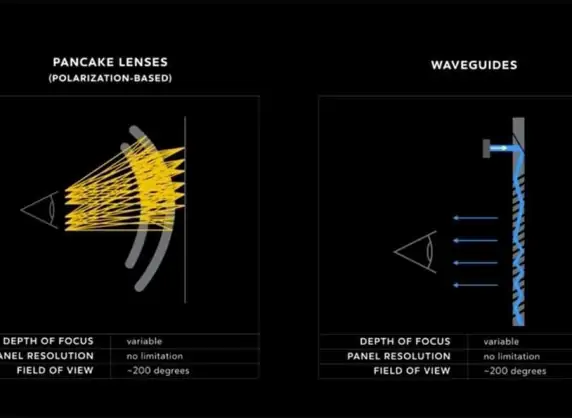 PANCAKE LENSES
(POLARIZATION-BASED)
DEPTH OF FOCUS variable
ANEL RESOLUTION no limitation
FIELD OF VIEW ~200 degrees
WAVEGUIDES
DEPTH OF FOCUS variable
PANEL RESOLUTION no limitation
FIELD OF VIEW ~200 degrees